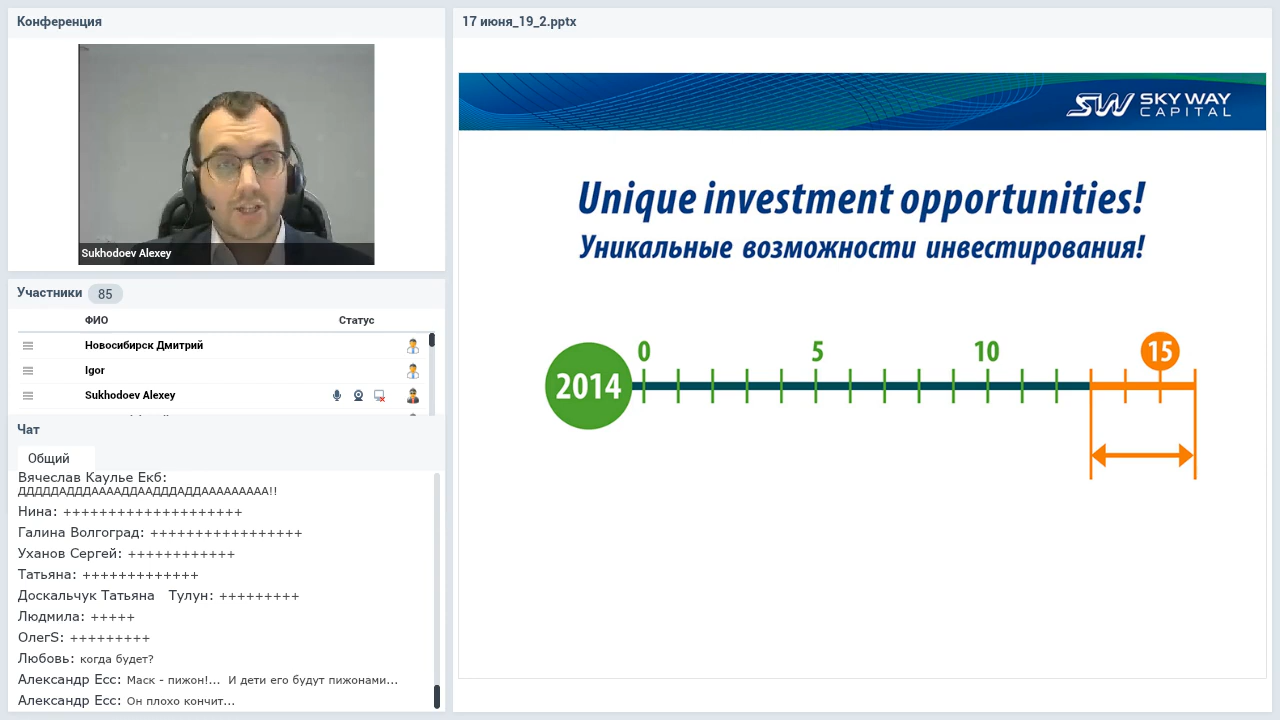 Конференция
Sukhodoev Alexey
Участники 85
ФИО Статус
Новосибирск Дмитрий
Igor
Sukhodoev Alexey
Чат
Общий
Вячеслав Каулье Екб:
ДДДДДАДДДААААДДААДДДАДДААААААААА!!
Нина: ++++++++++++++++++++
Галина Волгоград: +++++++++++++++++
Уханов Сергей: ++++++++++++
Татьяна: +++++++++++++
Доскальчук Татьяна Тулун: +++++++++
Людмила: +++++
ОлегS: +++++++++
Любовь: когда будет?
Александр Есс: Маск - пижон!... И дети его будут пижонами...
Александр Есс: Он плохо кончит...
17 июня_19_2.pptx
SW SKY WAY
CAPITAL
Unique investment opportunities!
Уникальные возможности инвестирования!
0 5 10 15
2014